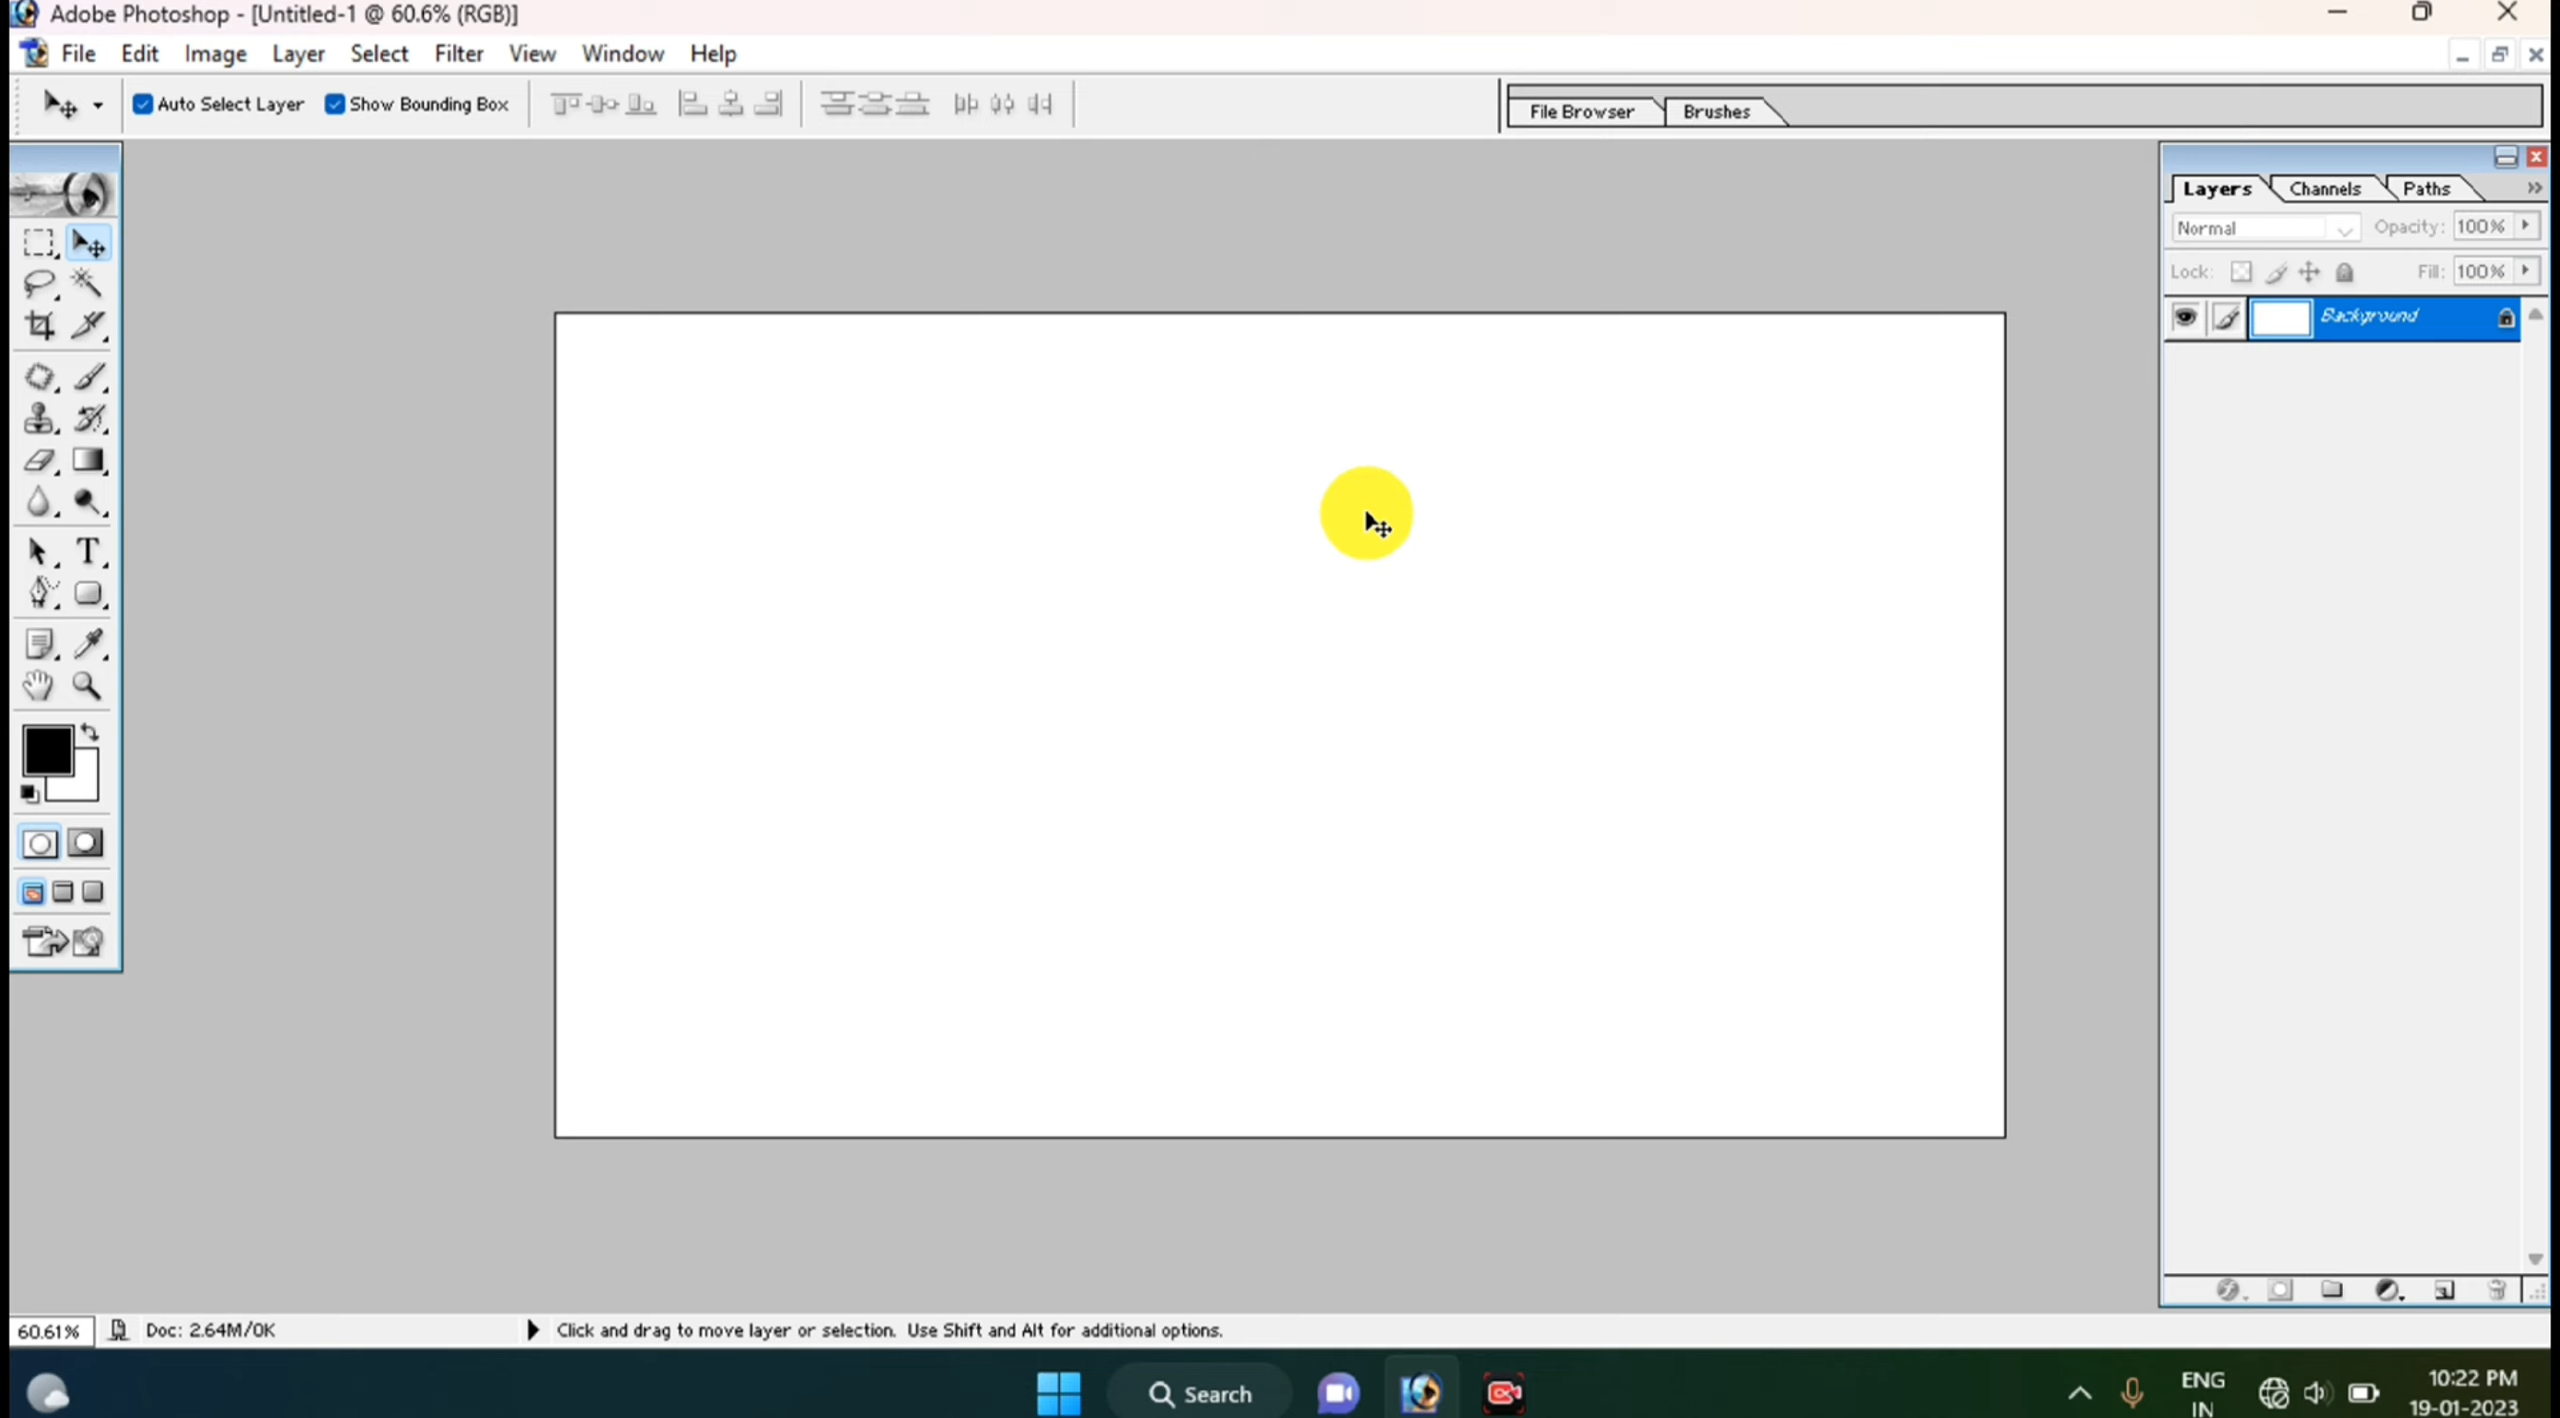 Adobe Photoshop - [Untitled-1 @ 60.6% (RGB)]
File Edit Image Layer Select Filter View Window Help
Auto Select Layer Show Bounding Box File Browser Brushes
Layers Channels Paths
Normal Opacity: 100%
Lock: Fill: 100%
Background
T
60.61% Doc: 2.64M/0K Click and drag to move layer or selection. Use Shift and Alt for additional options.
Search
ENG
IN
10:22 PM
19-01-2023